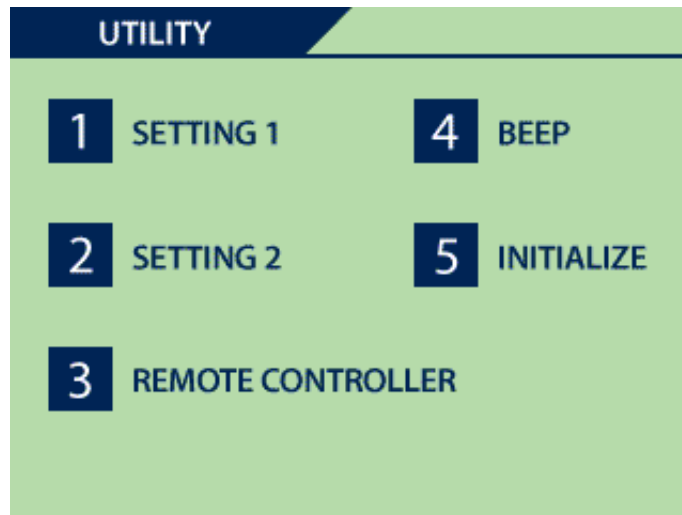 UTILITY
1 SETTING 1
2 SETTING 2
3 REMOTE CONTROLLER
4 BEEP
5 INITIALIZE